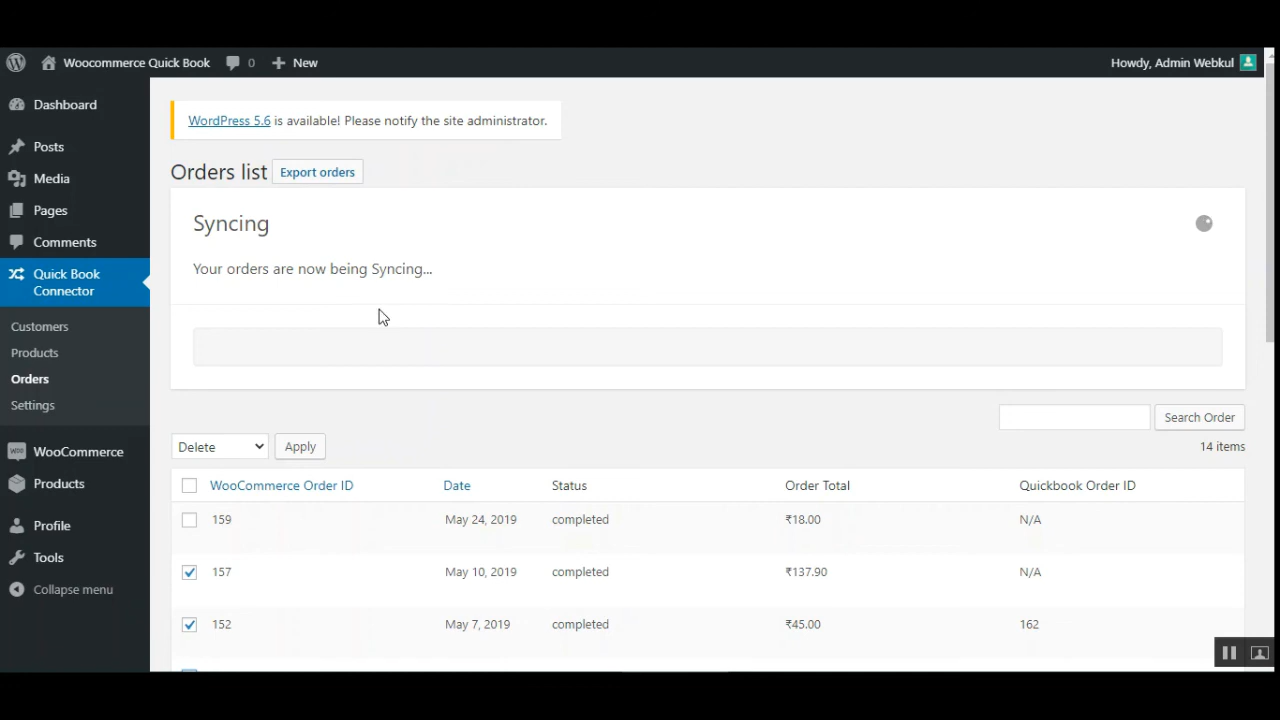 Woocommerce Quick Book 0 New Howdy, Admin Webkul
Dashboard
Posts
Media
Pages
Comments
Quick Book
Connector
Customers
Products
Orders
Settings
WooCommerce
Products
Profile
Tools
Collapse menu
WordPress 5.6 is available! Please notify the site administrator.
Orders list Export orders
Syncing
Your orders are now being Syncing...
Search Order
Delete Apply 14 items
WooCommerce Order ID Date Status Order Total Quickbook Order ID
159 May 24, 2019 completed ₹18.00 N/A
157 May 10, 2019 completed ₹137.90 N/A
152 May 7, 2019 completed ₹45.00 162